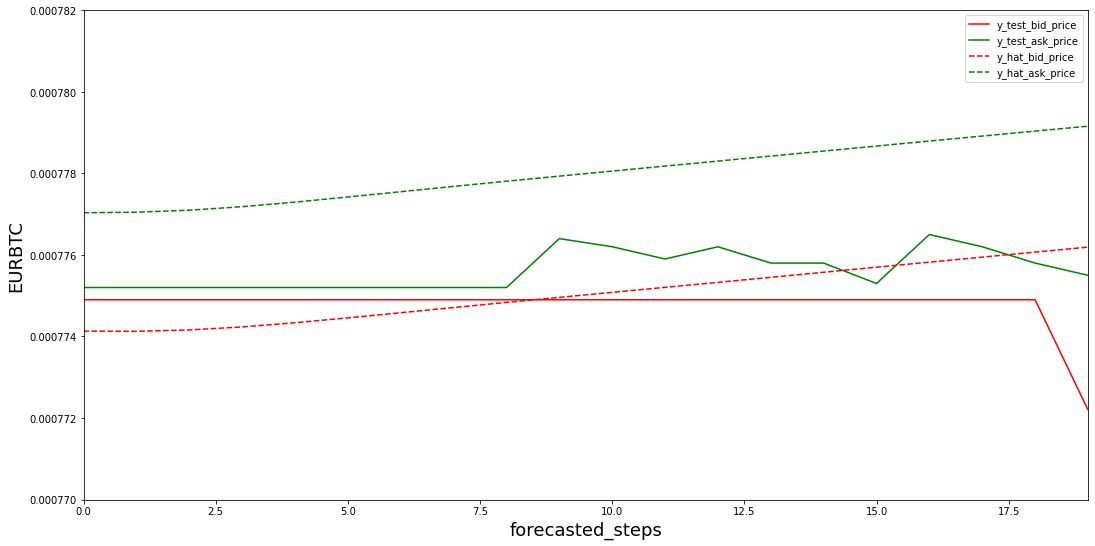 0.000782
0.000780
0.000778
0.000776
0.000774
0.000772
0.000770
EURBTC
0.0
2.5
5.0
7.5
10.0
12.5
15.0
17.5
forecasted_steps
y_test_bid_price
y_test_ask_price
y_hat_bid_price
y_hat_ask_price